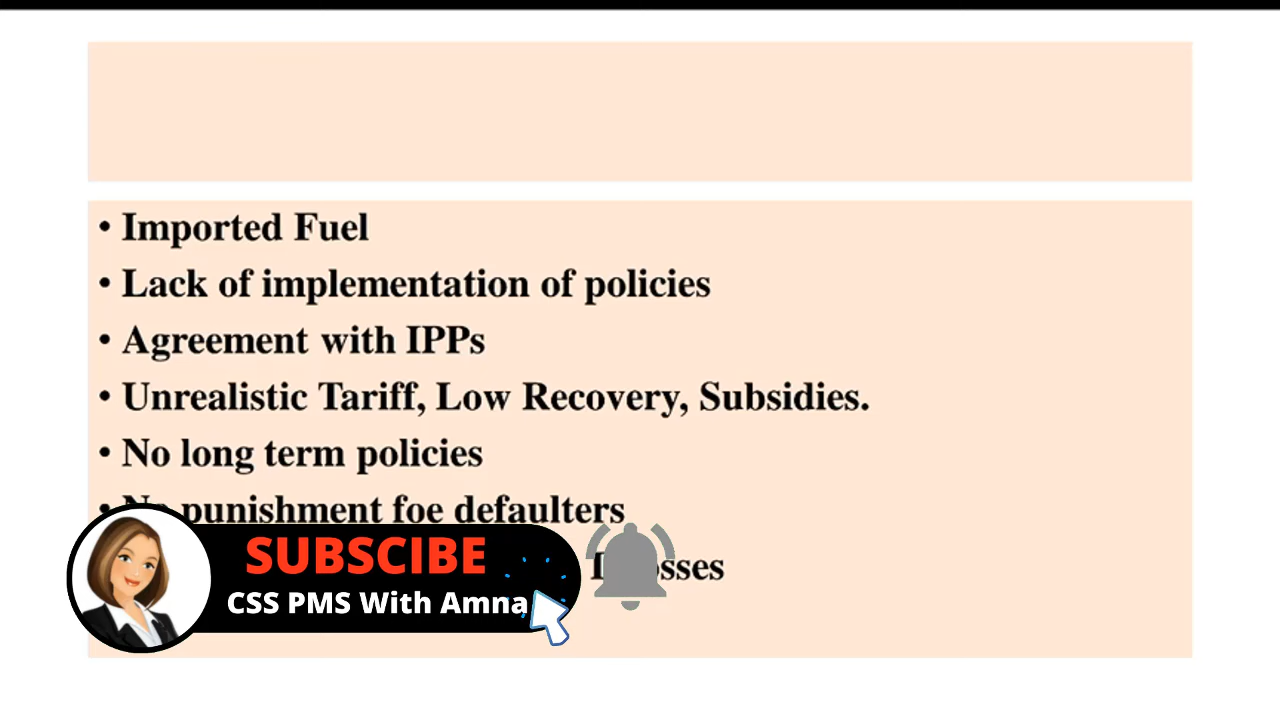 • Imported Fuel
• Lack of implementation of policies
• Agreement with IPPs
• Unrealistic Tariff, Low Recovery, Subsidies.
• No long term policies
• No punishment foe defaulters
SUBSCIBE
CSS PMS With Amna